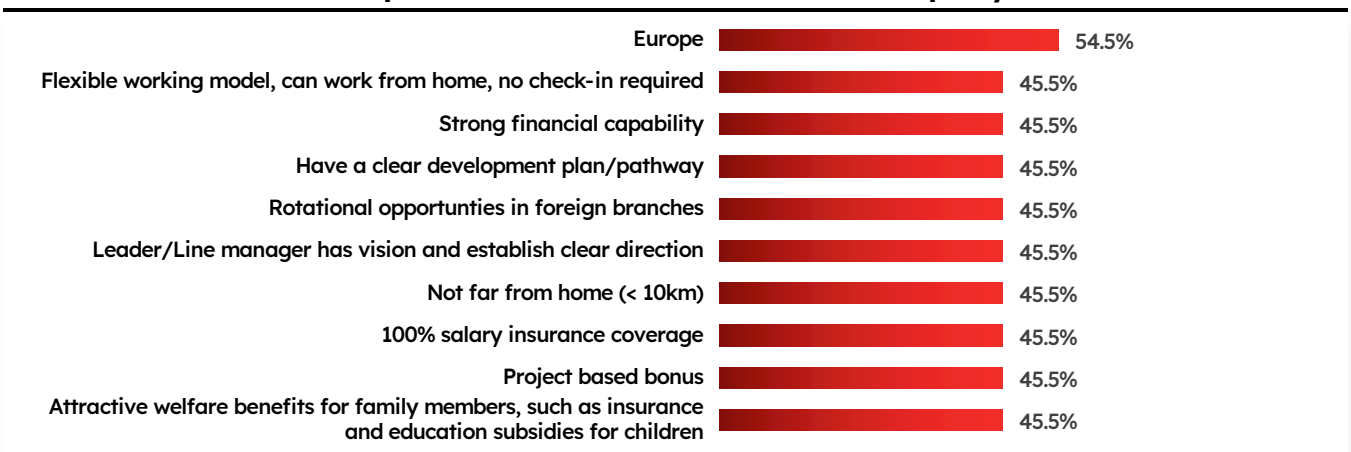 Europe
54.5%
Flexible working model, can work from home, no check-in required
45.5%
Strong financial capability
45.5%
Have a clear development plan/pathway
45.5%
Rotational opportunties in foreign branches
45.5%
Leader/Line manager has vision and establish clear direction
45.5%
Not far from home (< 10km)
45.5%
100% salary insurance coverage
45.5%
Project based bonus
45.5%
Attractive welfare benefits for family members, such as insurance
and education subsidies for children
45.5%